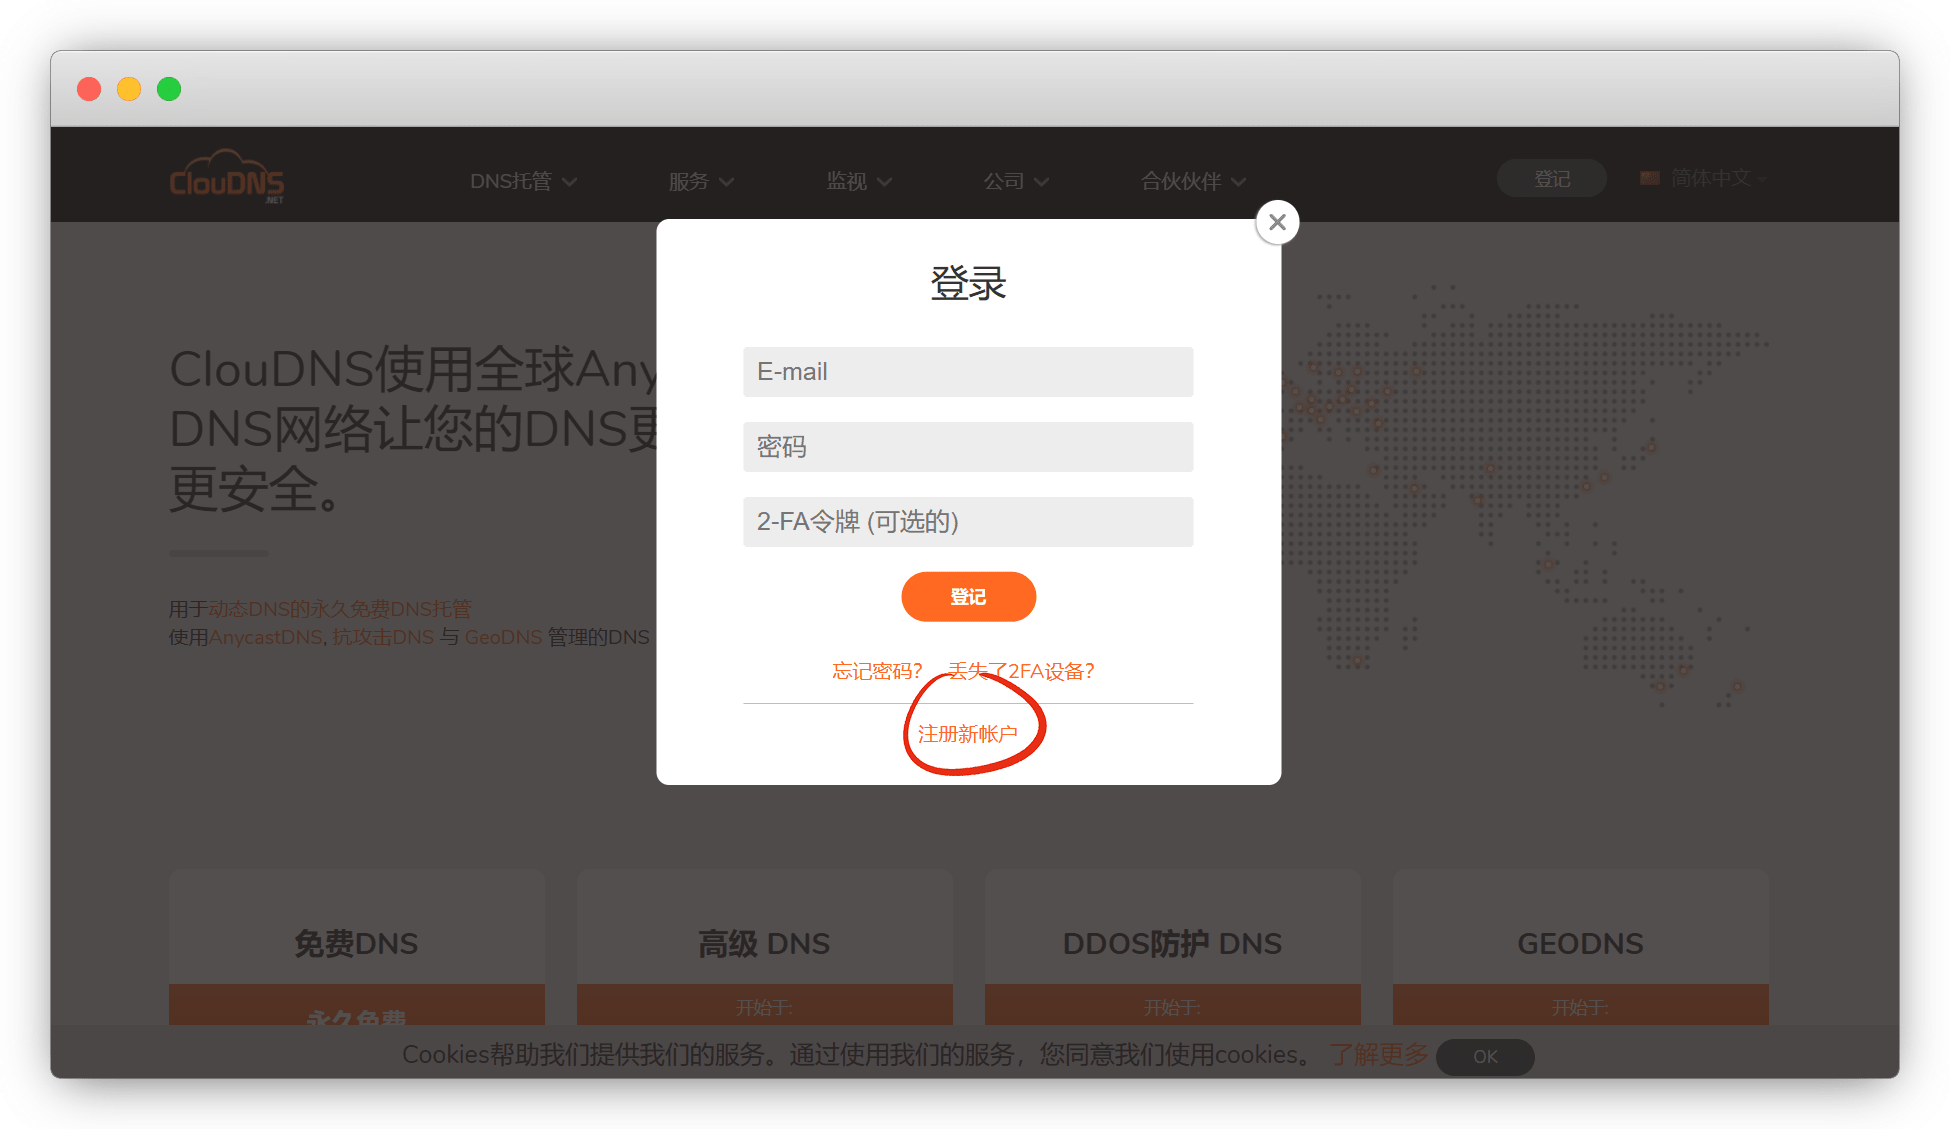 ClouDNS
.NET
DNS托管
服务
监视
公司
合伙伙伴
登记
简体中文
登录
E-mail
密码
2-FA令牌 (可选的)
登记
忘记密码? 丢失了2FA设备?
注册新帐户
ClouDNS使用全球Any
DNS网络让您的DNS更
更安全。
用于动态DNS的永久免费DNS托管
使用AnycastDNS, 抗攻击DNS 与 GeoDNS 管理的DNS
免费DNS
永久免费
高级 DNS
开始于:
DDOS防护 DNS
开始于:
GEODNS
开始于:
Cookies帮助我们提供我们的服务。通过使用我们的服务，您同意我们使用cookies。 了解更多 OK